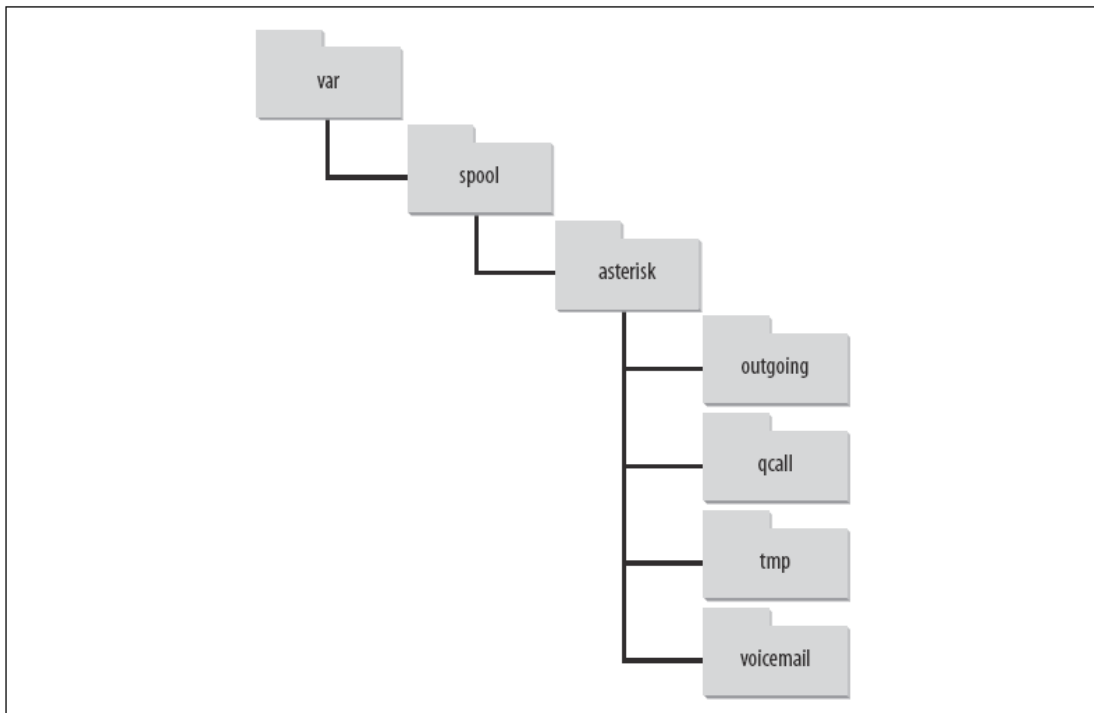 var
spool
asterisk
outgoing
qcall
tmp
voicemail